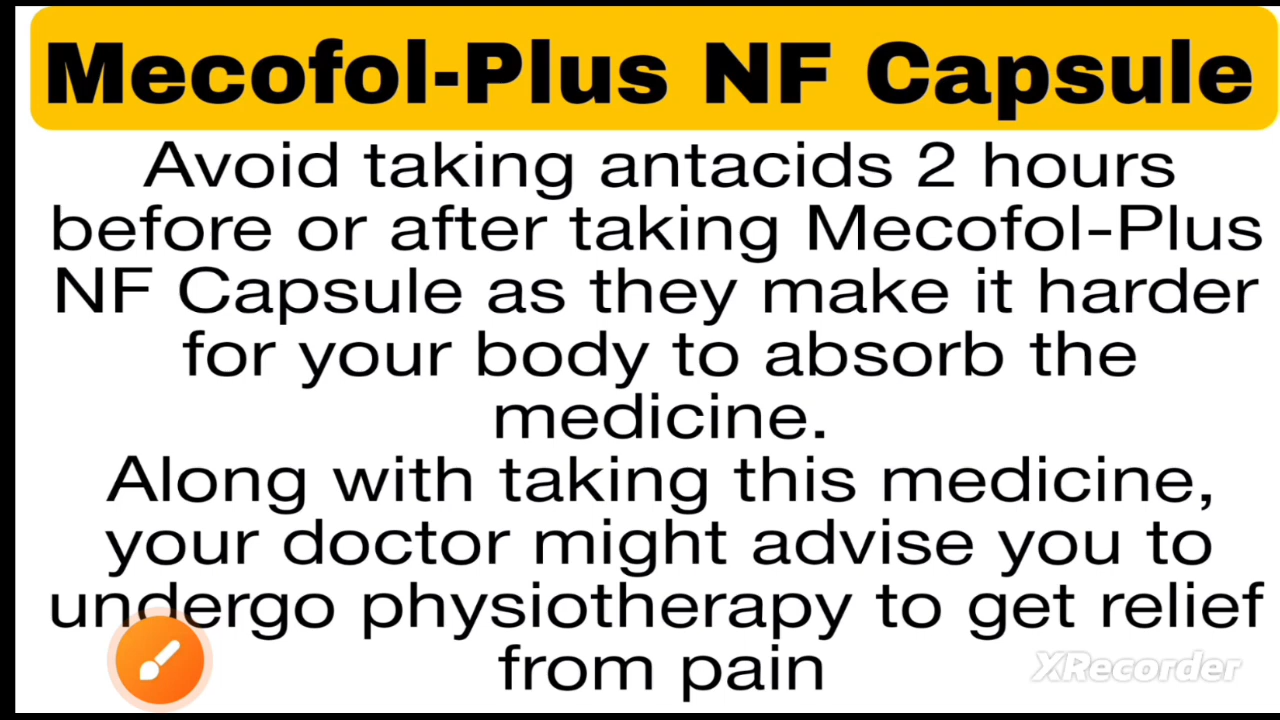 Mecofol-Plus NF Capsule
Avoid taking antacids 2 hours
before or after taking Mecofol-Plus
NF Capsule as they make it harder
for your body to absorb the
medicine.
Along with taking this medicine,
your doctor might advise you to
undergo physiotherapy to get relief
from pain
XRecorder